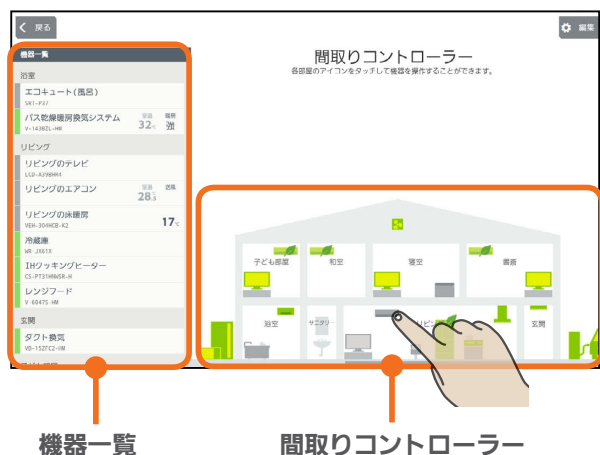 戻る
編集
機器一覧
間取りコントローラー
各部屋のアイコンをタッチして機器を操作することができます。
浴室
エコキュート(風呂)
SRT-P37
バス乾燥暖房換気システム
V-143BZL-HM
室温
32℃
暖房
強
リビング
リビングのテレビ
LCD-A39BHR4
リビングのエアコン
室温
送風
リビングの床暖房
VEH-304HCB-K2
17℃
冷蔵庫
WR-JX61X
IHクッキングヒーター
CS-PT31HNWSR-H
レンジフード
V-6047S-HM
玄関
ダクト換気
VD-15ZFC2-HM
子ども部屋
和室
寝室
書斎
浴室
サニタリー
玄関
機器一覧
間取りコントローラー